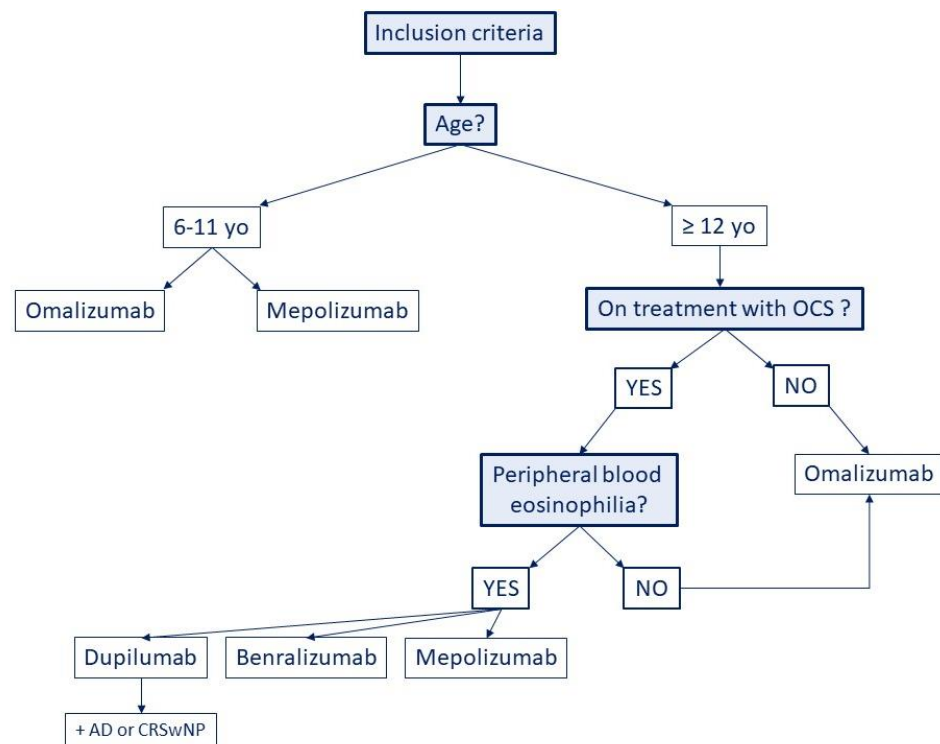 Inclusion criteria
Age?
6-11 yo
≥ 12 yo
Omalizumab
Mepolizumab
On treatment with OCS ?
YES
NO
Peripheral blood
eosinophilia?
Omalizumab
YES
NO
Dupilumab
Benralizumab
Mepolizumab
+ AD or CRSwNP